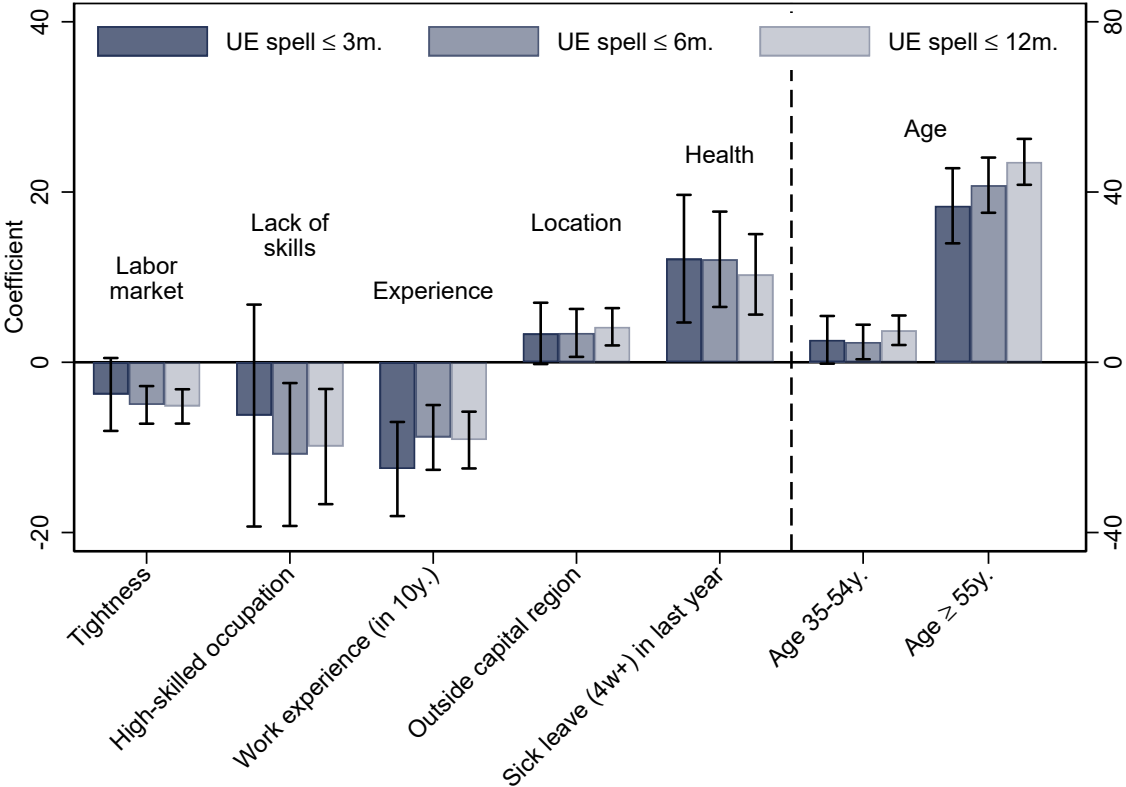 UE spell ≤ 3m.
UE spell ≤ 6m.
UE spell ≤ 12m.
Coefficient
40
20
0
-20
80
40
0
-40
Labor
market
Lack of
skills
Experience
Location
Health
Age
Tightness
High-skilled occupation
Work experience (in 10y.)
Outside capital region
Sick leave (4w+) in last year
Age 35-54y.
Age ≥ 55y.